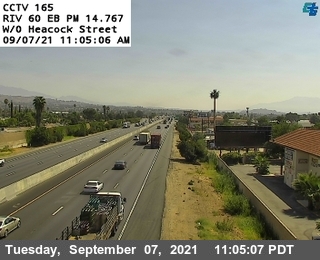 CCTV 165
RIV 60 EB PM 14.767
W/O Heacock Street
09/07/21 11:05:06 AM
Tuesday, September 07, 2021 11:05:07 PDT